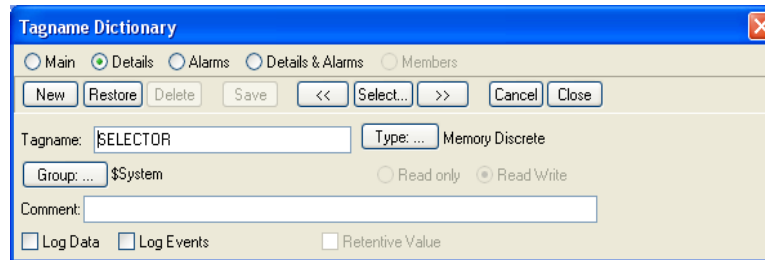 Tagname Dictionary
Main Details Alarms Details & Alarms Members
New Restore Delete Save << Select... >> Cancel Close
Tagname: SELECTOR Type: ... Memory Discrete
Group: ... $System Read only Read Write
Comment:
Log Data Log Events Retentive Value